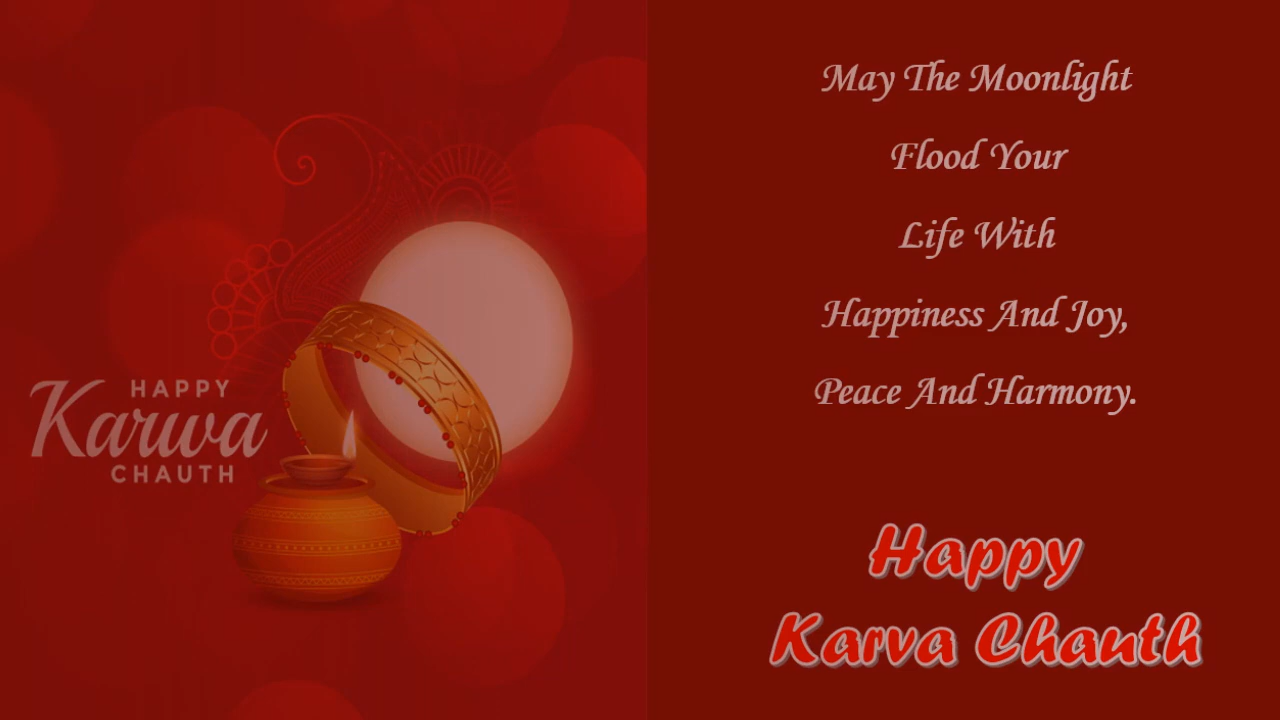 HAPPY
Karwa
CHAUTH
May The Moonlight
Flood Your
Life With
Happiness And Joy,
Peace And Harmony.
Happy
Karva Chauth